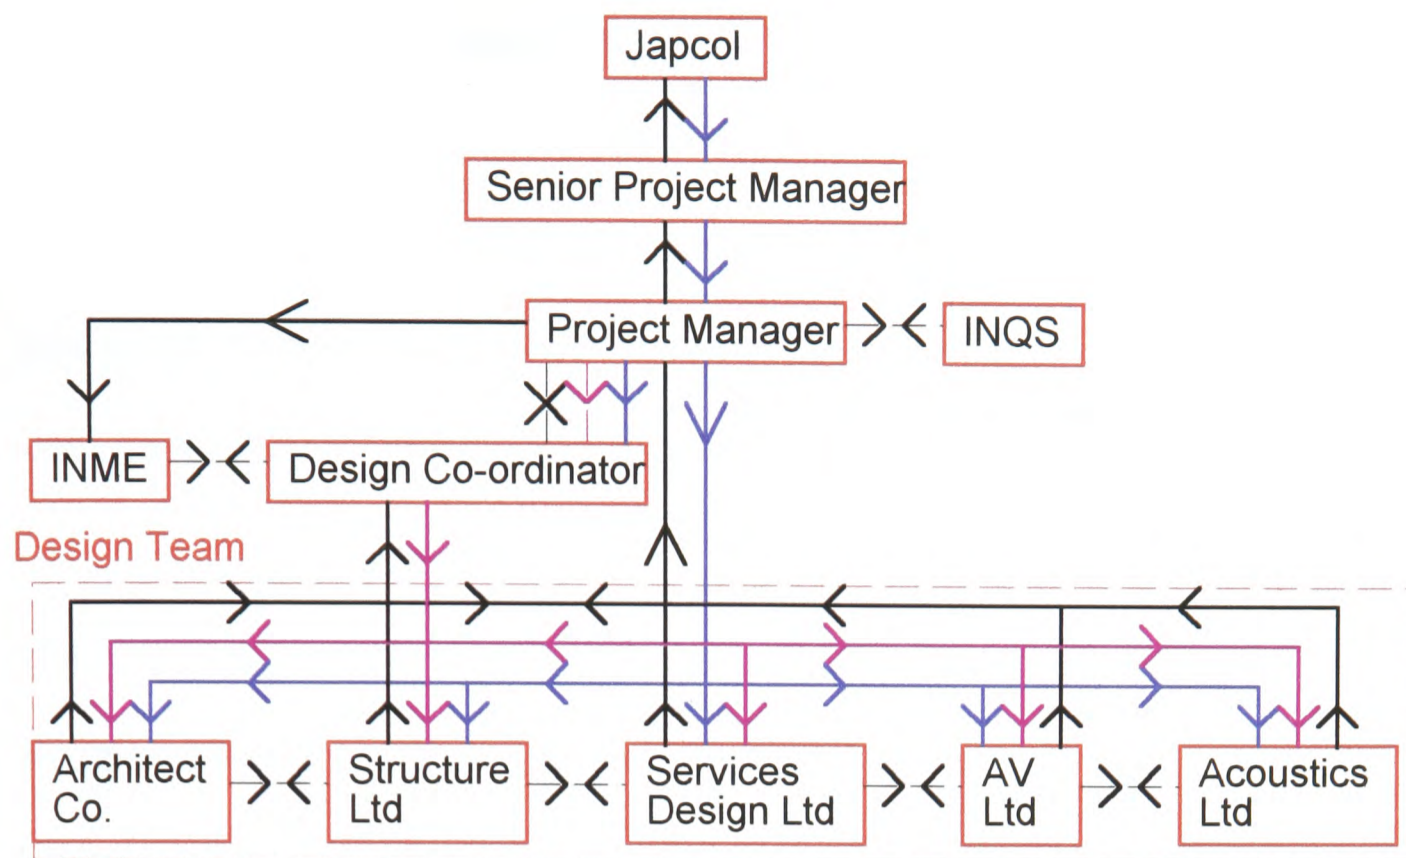 Japcol
Senior Project Manager
Project Manager
INQS
INME
Design Co-ordinator
Design Team
Architect
Co.
Structure
Ltd
Services
Design Ltd
AV
Ltd
Acoustics
Ltd